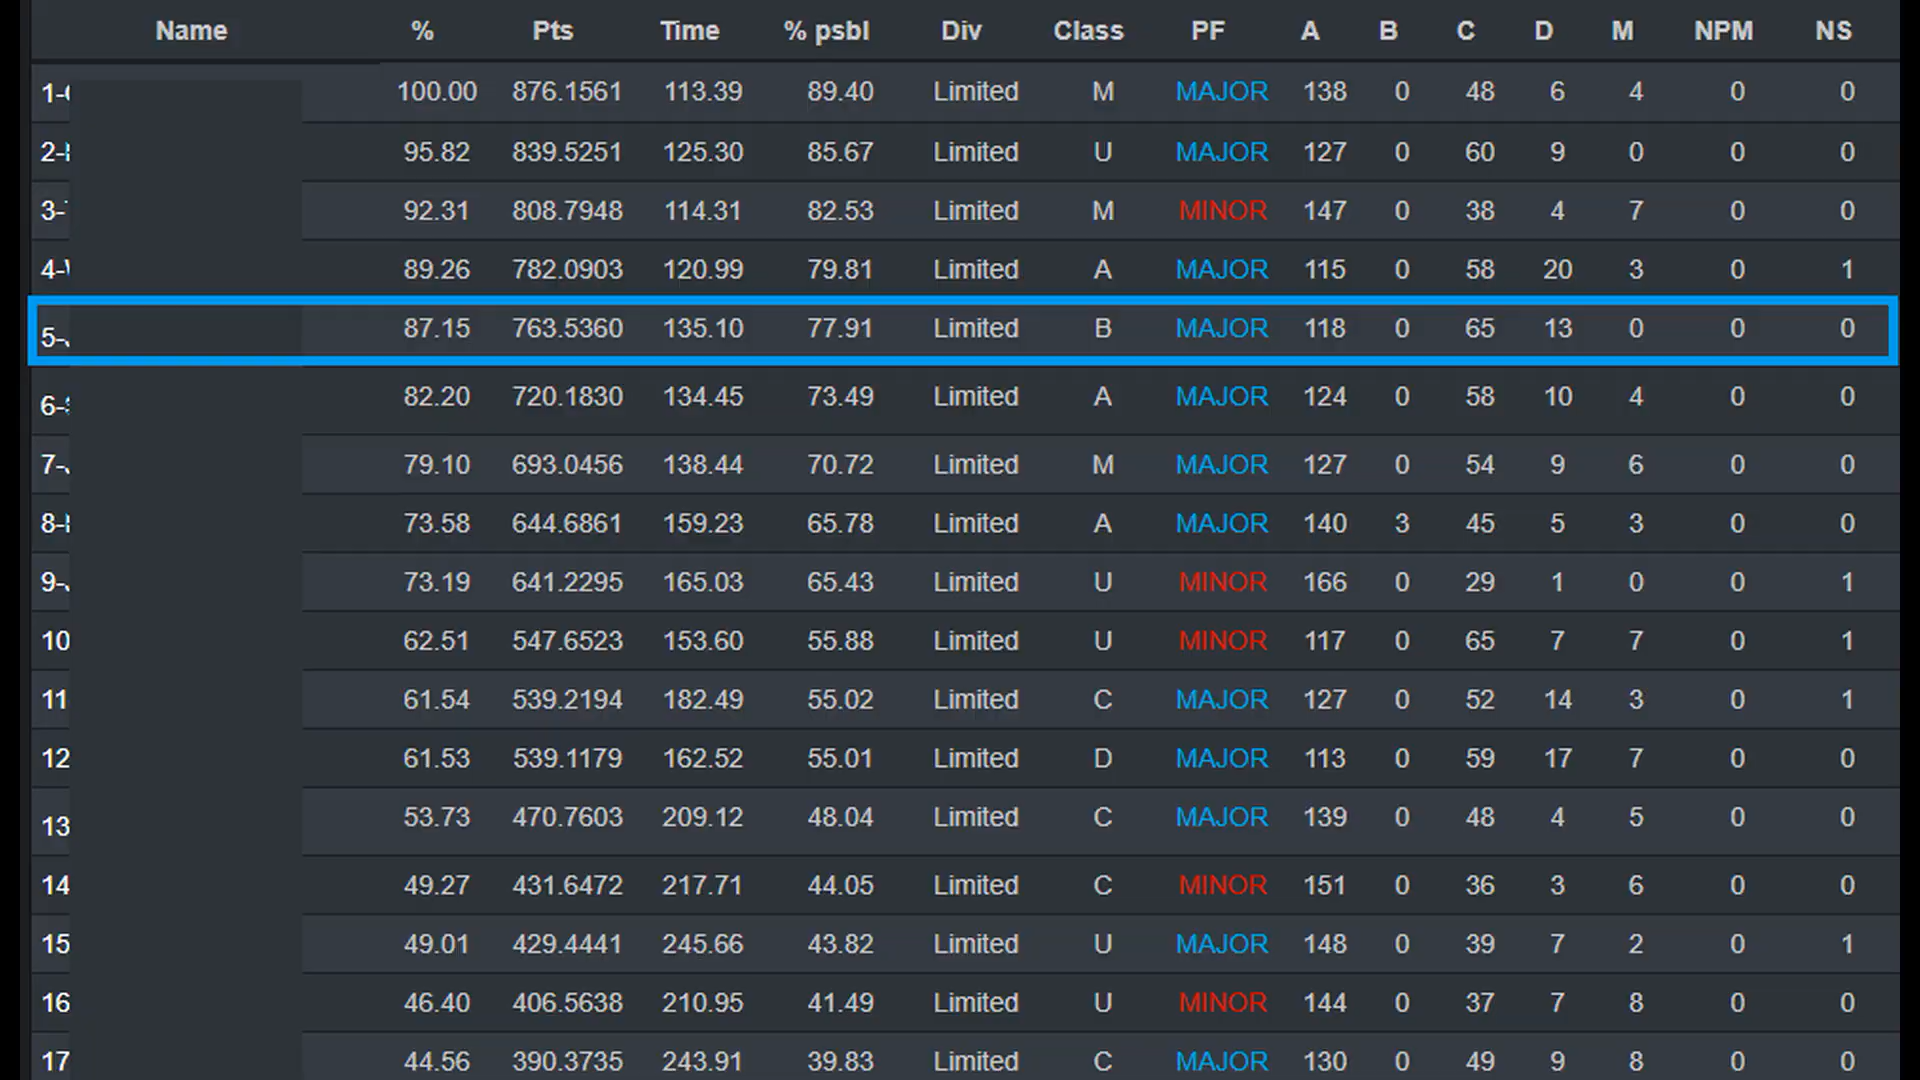 Name % Pts Time % psbl Div Class PF A B C D M NPM NS
1- 100.00 876.1561 113.39 89.40 Limited M MAJOR 138 0 48 6 4 0 0
2- 95.82 839.5251 125.30 85.67 Limited U MAJOR 127 0 60 9 0 0 0
3- 92.31 808.7948 114.31 82.53 Limited M MINOR 147 0 38 4 7 0 0
4- 89.26 782.0903 120.99 79.81 Limited A MAJOR 115 0 58 20 3 0 1
5- 87.15 763.5360 135.10 77.91 Limited B MAJOR 118 0 65 13 0 0 0
6- 82.20 720.1830 134.45 73.49 Limited A MAJOR 124 0 58 10 4 0 0
7- 79.10 693.0456 138.44 70.72 Limited M MAJOR 127 0 54 9 6 0 0
8- 73.58 644.6861 159.23 65.78 Limited A MAJOR 140 3 45 5 3 0 0
9- 73.19 641.2295 165.03 65.43 Limited U MINOR 166 0 29 1 0 0 1
10 62.51 547.6523 153.60 55.88 Limited U MINOR 117 0 65 7 7 0 1
11 61.54 539.2194 182.49 55.02 Limited C MAJOR 127 0 52 14 3 0 1
12 61.53 539.1179 162.52 55.01 Limited D MAJOR 113 0 59 17 7 0 0
13 53.73 470.7603 209.12 48.04 Limited C MAJOR 139 0 48 4 5 0 0
14 49.27 431.6472 217.71 44.05 Limited C MINOR 151 0 36 3 6 0 0
15 49.01 429.4441 245.66 43.82 Limited U MAJOR 148 0 39 7 2 0 1
16 46.40 406.5638 210.95 41.49 Limited U MINOR 144 0 37 7 8 0 0
17 44.56 390.3735 243.91 39.83 Limited C MAJOR 130 0 49 9 8 0 0